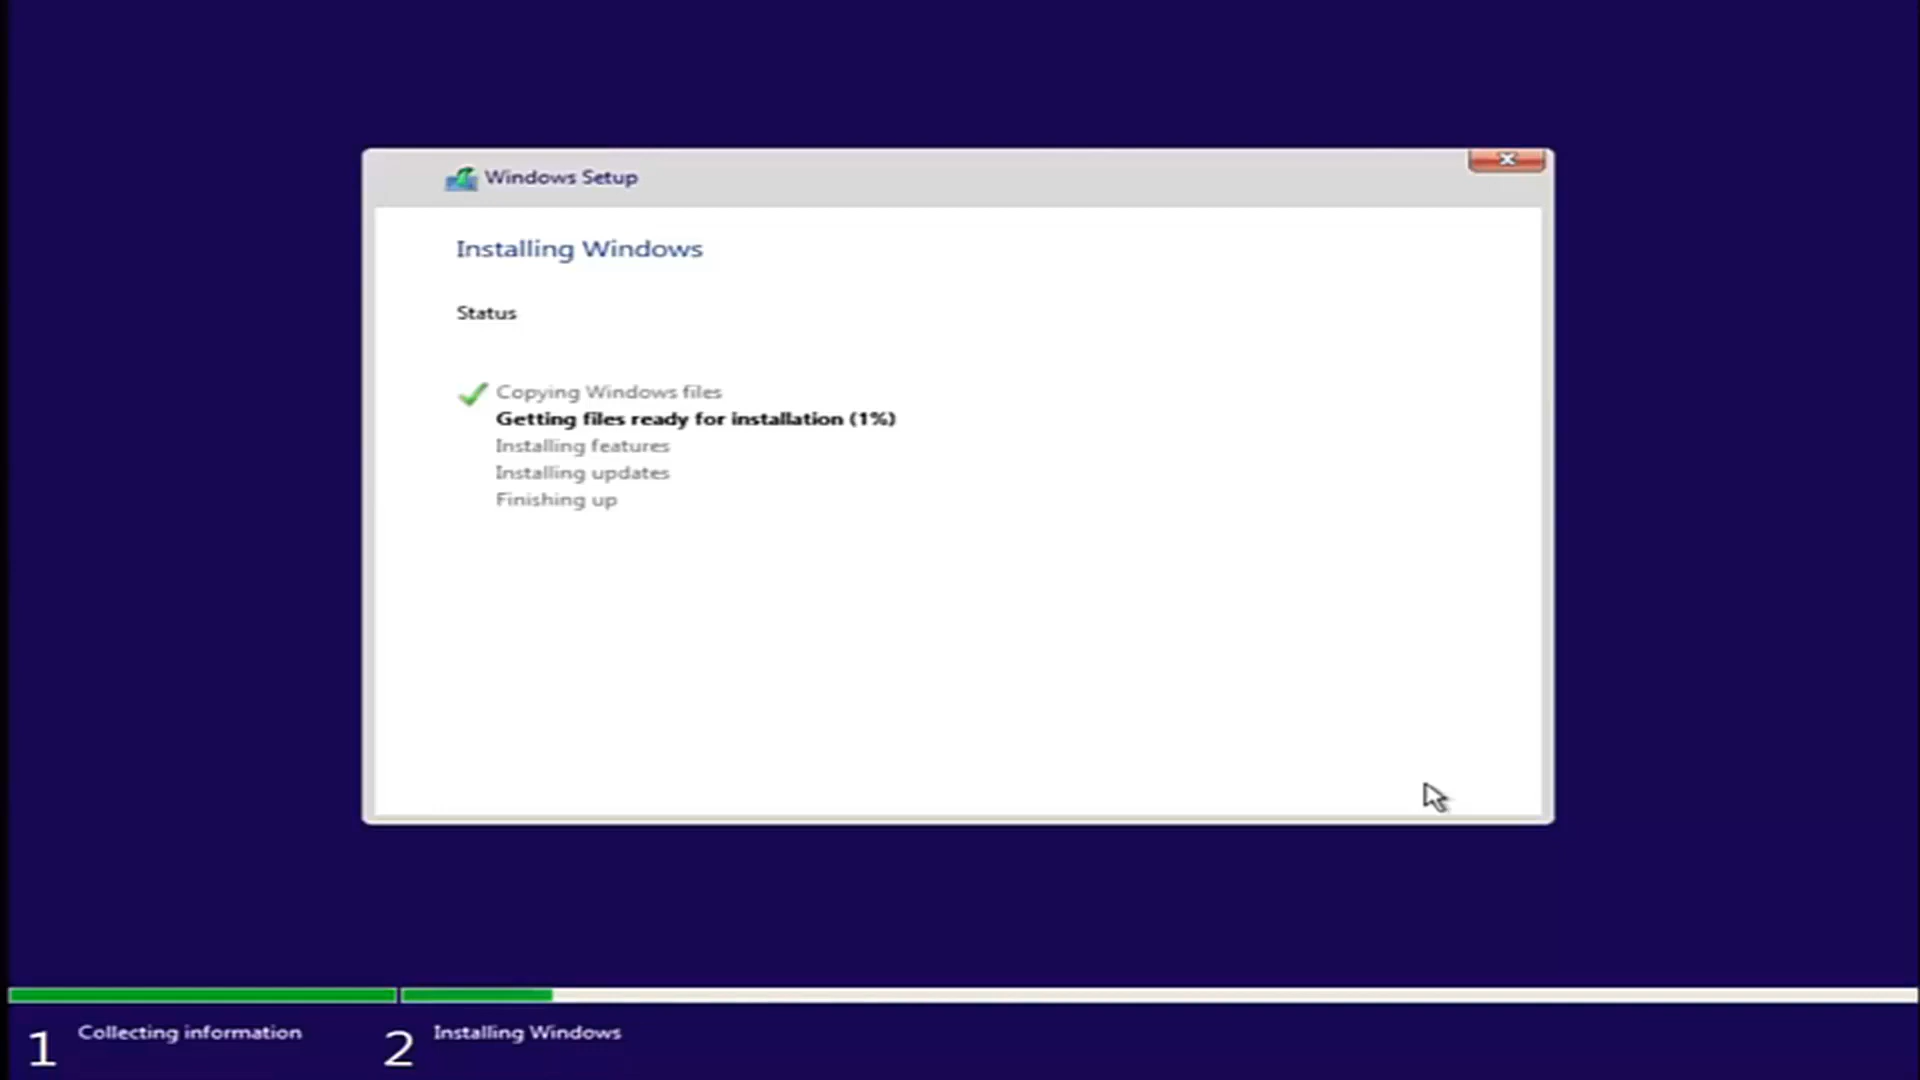 Windows Setup
Installing Windows
Status
Copying Windows files
Getting files ready for installation (1%)
Installing features
Installing updates
Finishing up
1 Collecting information
2 Installing Windows